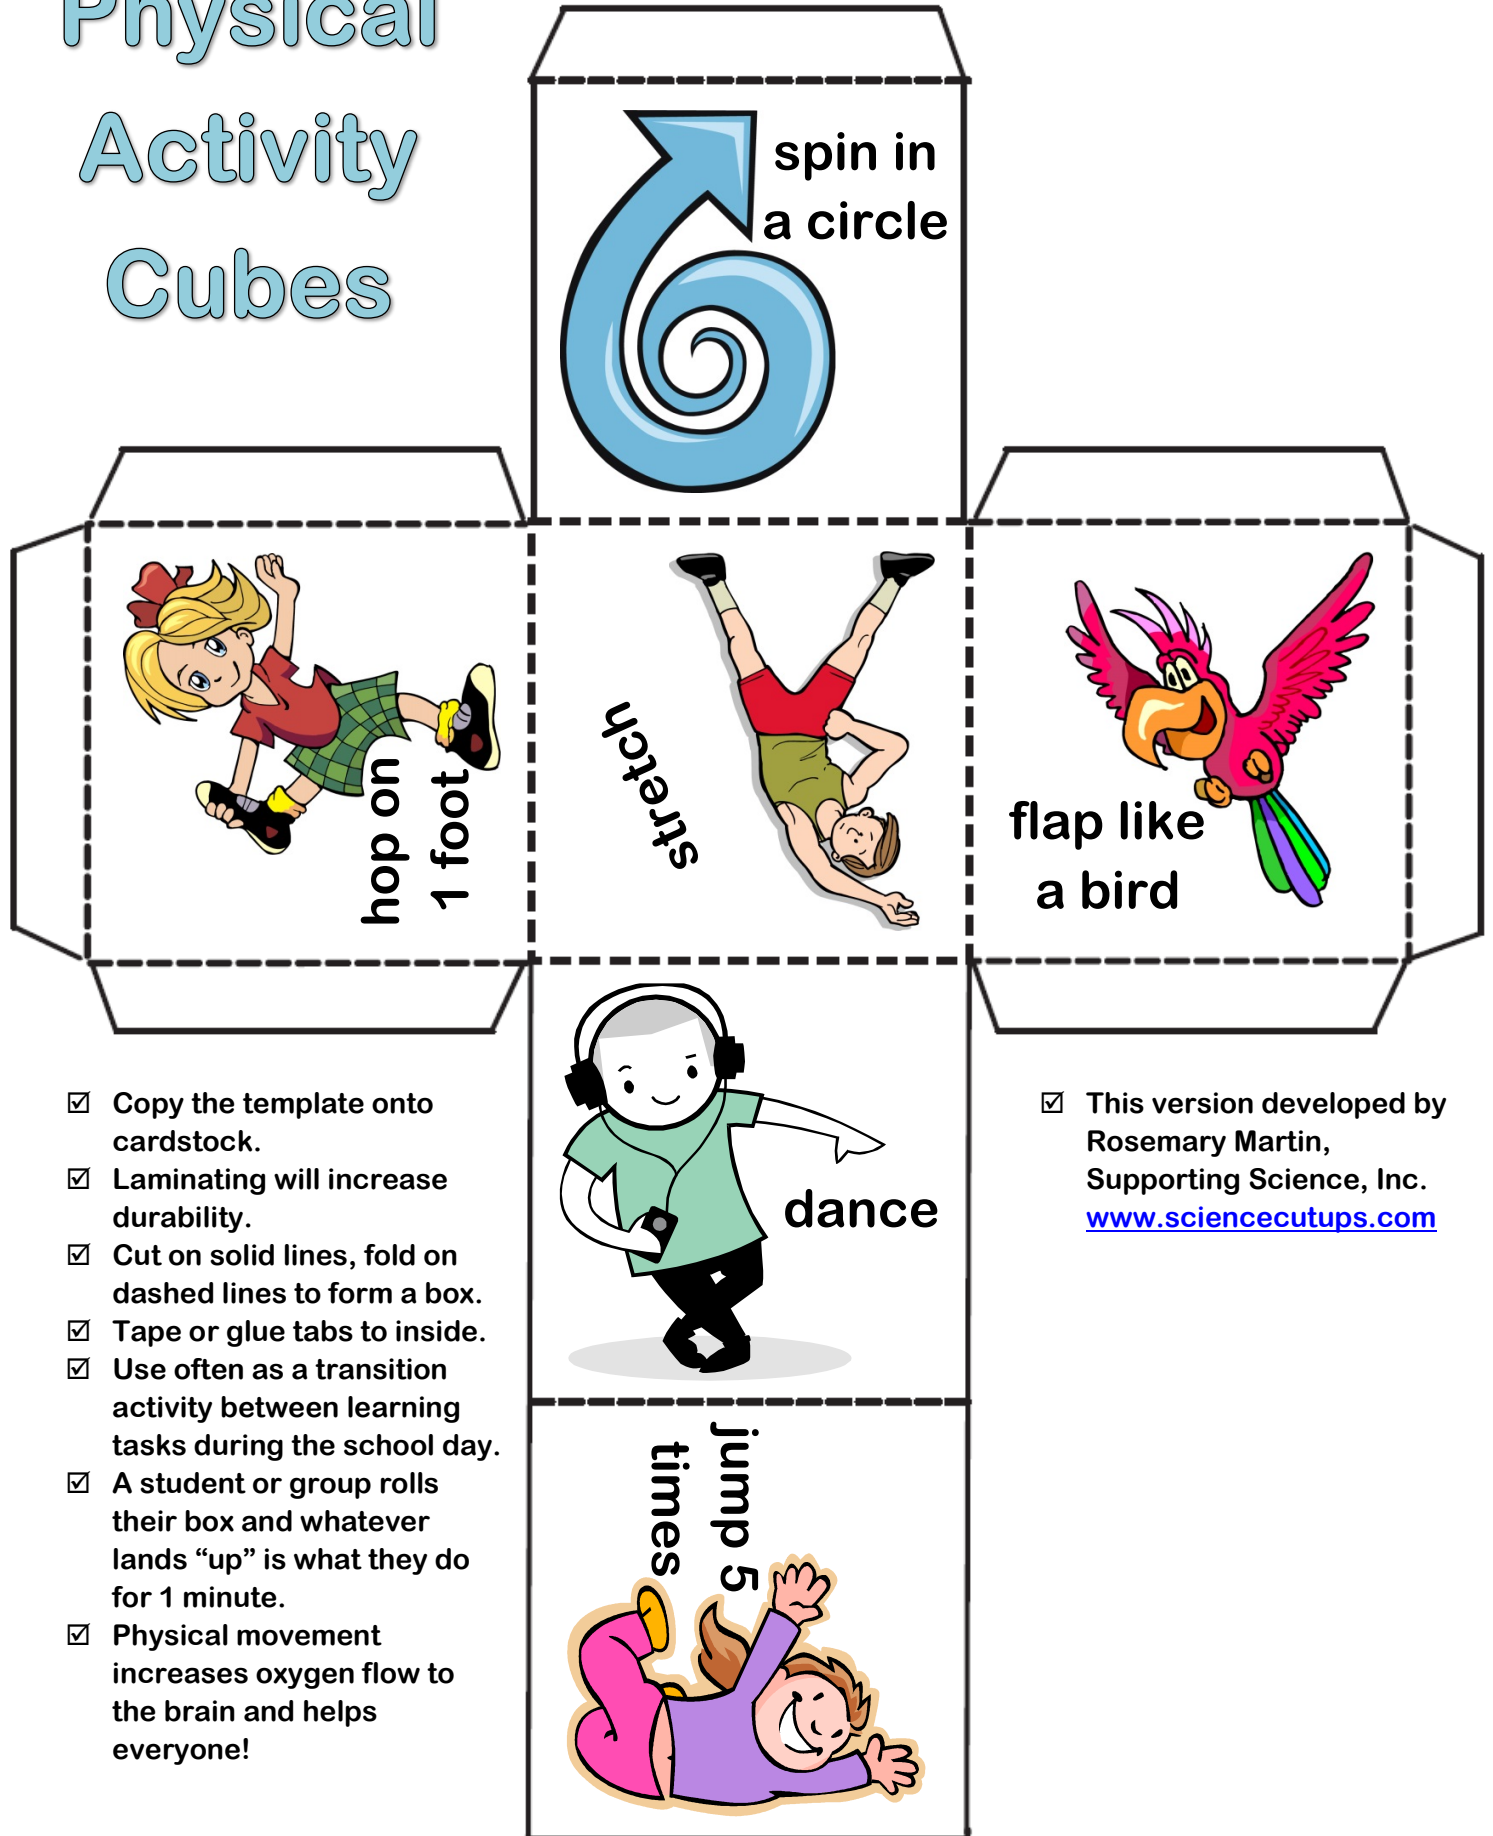 Physical
Activity
Cubes
spin in
a circle
hop on
1 foot
stretch
flap like
a bird
dance
jump 5
times
☑ Copy the template onto
cardstock.
☑ Laminating will increase
durability.
☑ Cut on solid lines, fold on
dashed lines to form a box.
☑ Tape or glue tabs to inside.
☑ Use often as a transition
activity between learning
tasks during the school day.
☑ A student or group rolls
their box and whatever
lands “up” is what they do
for 1 minute.
☑ Physical movement
increases oxygen flow to
the brain and helps
everyone!
☑ This version developed by
Rosemary Martin,
Supporting Science, Inc.
www.sciencecutups.com